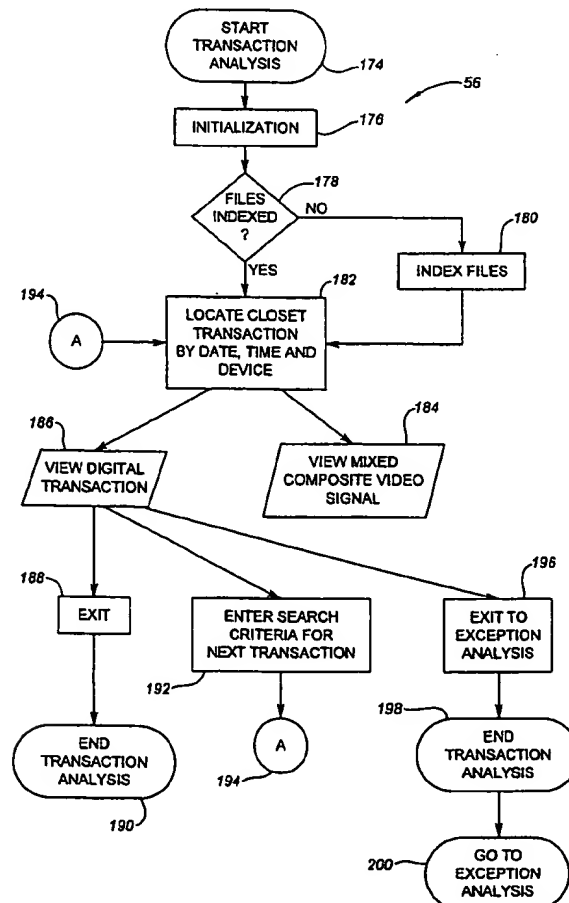 START
TRANSACTION
ANALYSIS
174
56
INITIALIZATION
176
FILES
INDEXED
?
178
NO
YES
180
INDEX FILES
182
194
A
LOCATE CLOSET
TRANSACTION
BY DATE, TIME AND
DEVICE
186
VIEW DIGITAL
TRANSACTION
184
VIEW MIXED
COMPOSITE VIDEO
SIGNAL
188
EXIT
ENTER SEARCH
CRITERIA FOR
NEXT TRANSACTION
192
196
EXIT TO
EXCEPTION
ANALYSIS
END
TRANSACTION
ANALYSIS
190
A
194
198
END
TRANSACTION
ANALYSIS
200
GO TO
EXCEPTION
ANALYSIS